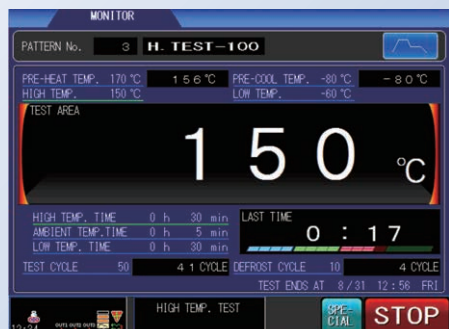 MONITOR
PATTERN No. 3 H. TEST-100
PRE-HEAT TEMP. 170 ℃ 156℃ PRE-COOL TEMP. -80 ℃ -80℃
HIGH TEMP. 150 ℃ LOW TEMP. -60 ℃
TEST AREA
150 ℃
HIGH TEMP. TIME 0 h 30 min LAST TIME
AMBIENT TEMP.TIME 0 h 5 min 0 : 17
LOW TEMP. TIME 0 h 30 min
TEST CYCLE 50 41 CYCLE DEFROST CYCLE 10 4 CYCLE
TEST ENDS AT 8/31 12:56 FRI
HIGH TEMP. TEST SPE-
CIAL STOP
OUT1 OUT2 OUT3